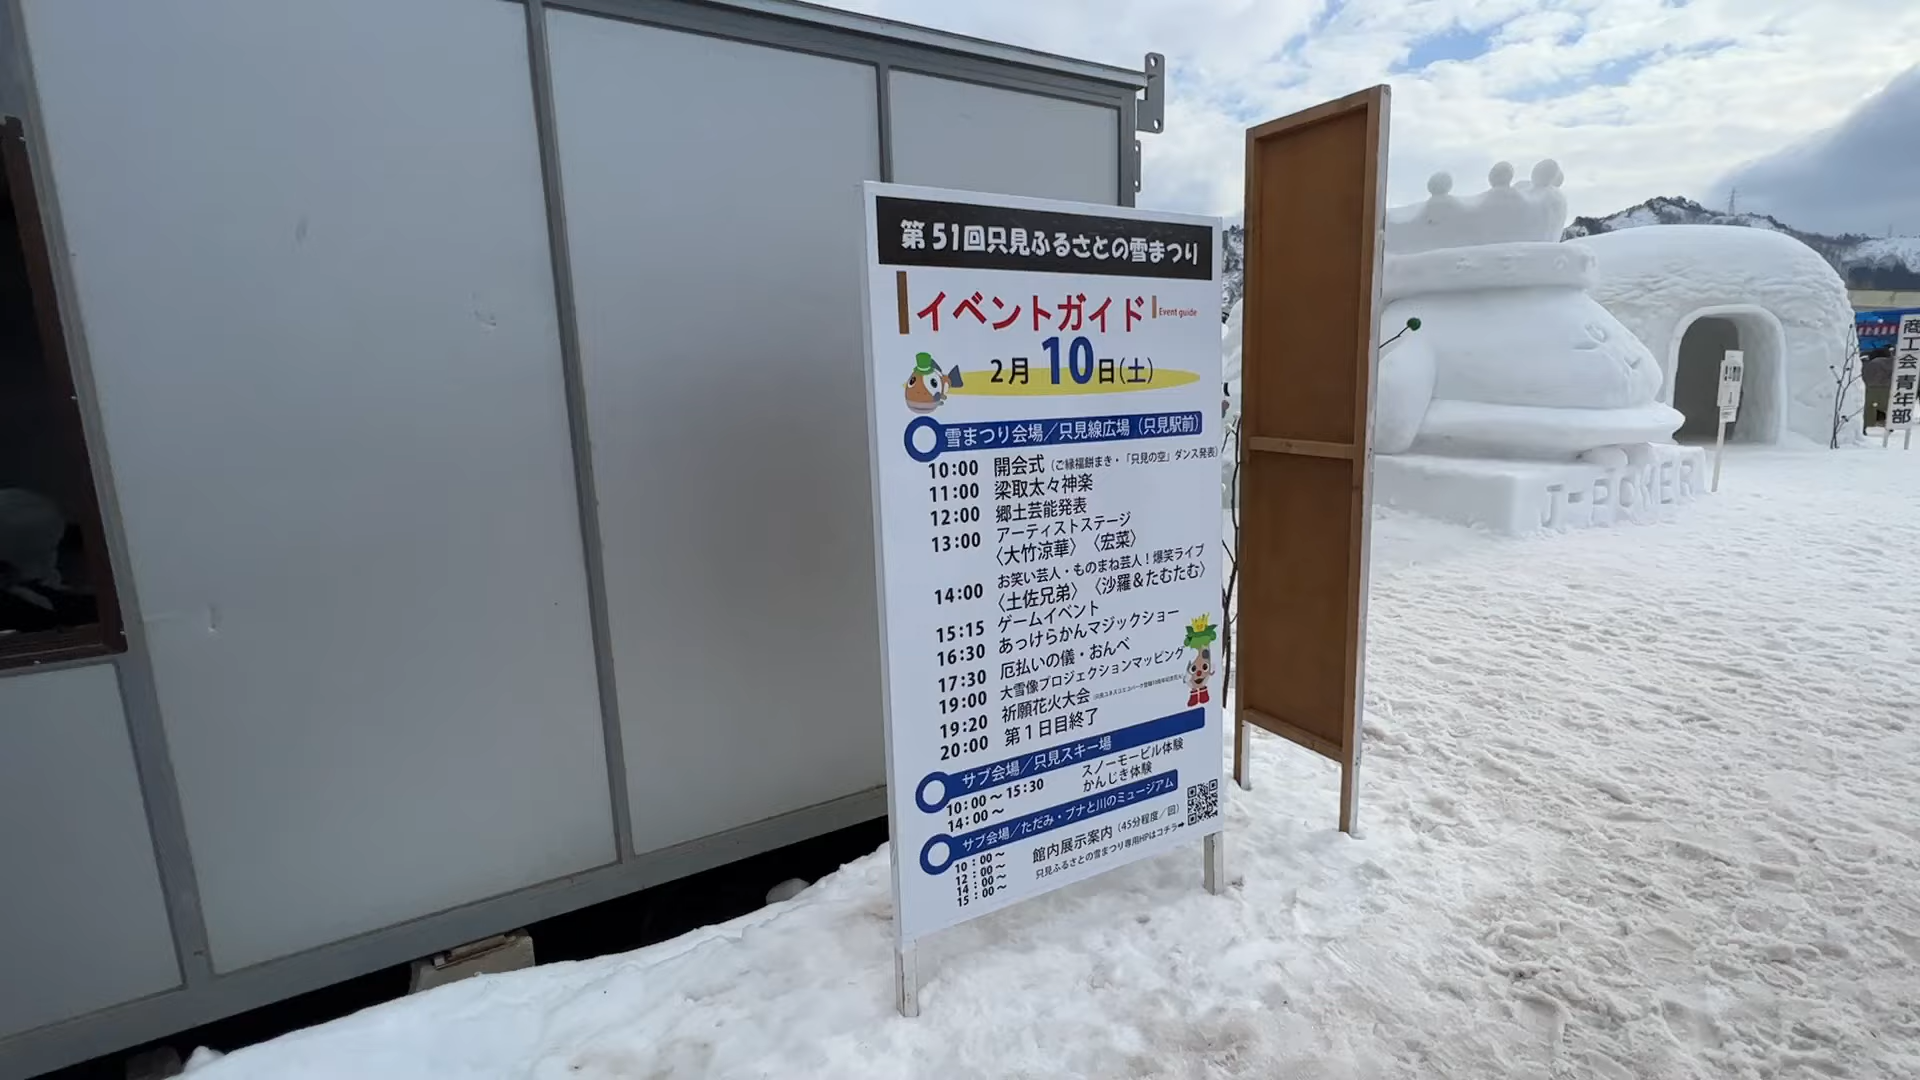 第51回只見ふるさとの雪まつり
イベントガイド Event guide
2月10日(土)
雪まつり会場/只見線広場(只見駅前)
10:00 開会式(ご縁福餅まき・「只見の空」ダンス発表)
11:00 梁取太々神楽
12:00 郷土芸能発表
13:00 アーティストステージ
〈大竹涼華〉〈宏菜〉
14:00 お笑い芸人・ものまね芸人!爆笑ライブ
〈土佐兄弟〉〈沙羅&たむたむ〉
15:15 ゲームイベント
16:30 あっけらかんマジックショー
17:30 厄払いの儀・おんべ
19:00 大雪像プロジェクションマッピング
19:20 祈願花火大会
20:00 第1日目終了
サブ会場/只見スキー場
10:00~15:30 スノーモービル体験
14:00~ かんじき体験
サブ会場/ただみ・ブナと川のミュージアム
10:00~
12:00~
14:00~
15:00~
館内展示案内(45分程度/回)
只見ふるさとの雪まつり専用HPはコチラ➡
J-POWER
商工会青年部